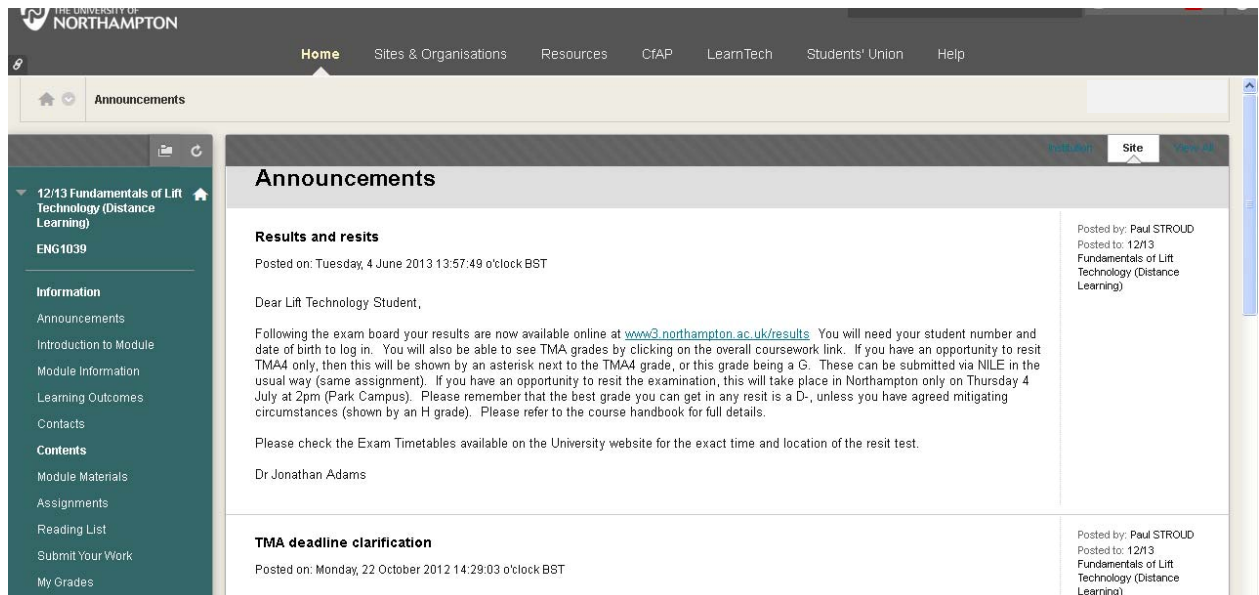 THE UNIVERSITY OF
NORTHAMPTON
Home Sites & Organisations Resources CfAP LearnTech Students' Union Help
Announcements
Institution Site View All
12/13 Fundamentals of Lift
Technology (Distance
Learning)
ENG1039
Information
Announcements
Introduction to Module
Module Information
Learning Outcomes
Contacts
Contents
Module Materials
Assignments
Reading List
Submit Your Work
My Grades
Announcements
Results and resits
Posted on: Tuesday, 4 June 2013 13:57:49 o'clock BST
Dear Lift Technology Student,
Following the exam board your results are now available online at www3.northampton.ac.uk/results You will need your student number and
date of birth to log in. You will also be able to see TMA grades by clicking on the overall coursework link. If you have an opportunity to resit
TMA4 only, then this will be shown by an asterisk next to the TMA4 grade, or this grade being a G. These can be submitted via NILE in the
usual way (same assignment). If you have an opportunity to resit the examination, this will take place in Northampton only on Thursday 4
July at 2pm (Park Campus). Please remember that the best grade you can get in any resit is a D-, unless you have agreed mitigating
circumstances (shown by an H grade). Please refer to the course handbook for full details.
Please check the Exam Timetables available on the University website for the exact time and location of the resit test.
Dr Jonathan Adams
Posted by: Paul STROUD
Posted to: 12/13
Fundamentals of Lift
Technology (Distance
Learning)
TMA deadline clarification
Posted on: Monday, 22 October 2012 14:29:03 o'clock BST
Posted by: Paul STROUD
Posted to: 12/13
Fundamentals of Lift
Technology (Distance
Learning)